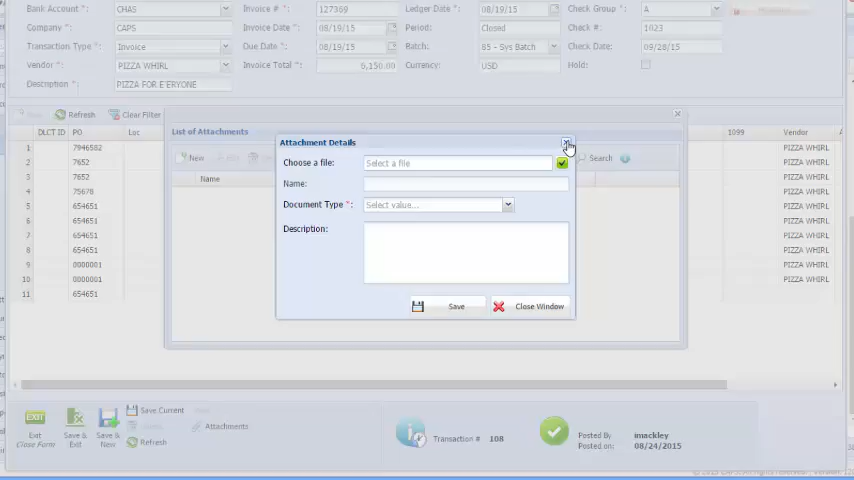 Bank Account * : CHAS Invoice # * : 127369 Ledger Date * : 08/19/15 Check Group * : A
Company * : CAPS Invoice Date * : 08/19/15 Period: Closed Check #: 1023
Transaction Type * : Invoice Due Date * : 08/19/15 Batch: 85 - Sys Batch Check Date: 09/28/15
Vendor * : PIZZA WHIRL Invoice Total * : 6,150.00 Currency: USD Hold:
Description * : PIZZA FOR E'ERYONE
Refresh Clear Filter
List of Attachments
DLCT ID PO Loc 1099 Vendor
Attachment Details
New Edit Search
Name
Choose a file: Select a file
Name:
Document Type * : Select value...
Description:
Save Close Window
1 7946582 PIZZA WHIRL
2 7652 PIZZA WHIRL
3 7652 PIZZA WHIRL
4 75678 PIZZA WHIRL
5 654651 PIZZA WHIRL
6 654651 PIZZA WHIRL
7 654651 PIZZA WHIRL
8 654651 PIZZA WHIRL
9 0000001 PIZZA WHIRL
10 0000001 PIZZA WHIRL
11 654651
Exit
Close Form
Save &
Exit
Save &
New
Save Current
Attachments
Refresh
Transaction # 108
Posted By imackley
Posted on: 08/24/2015